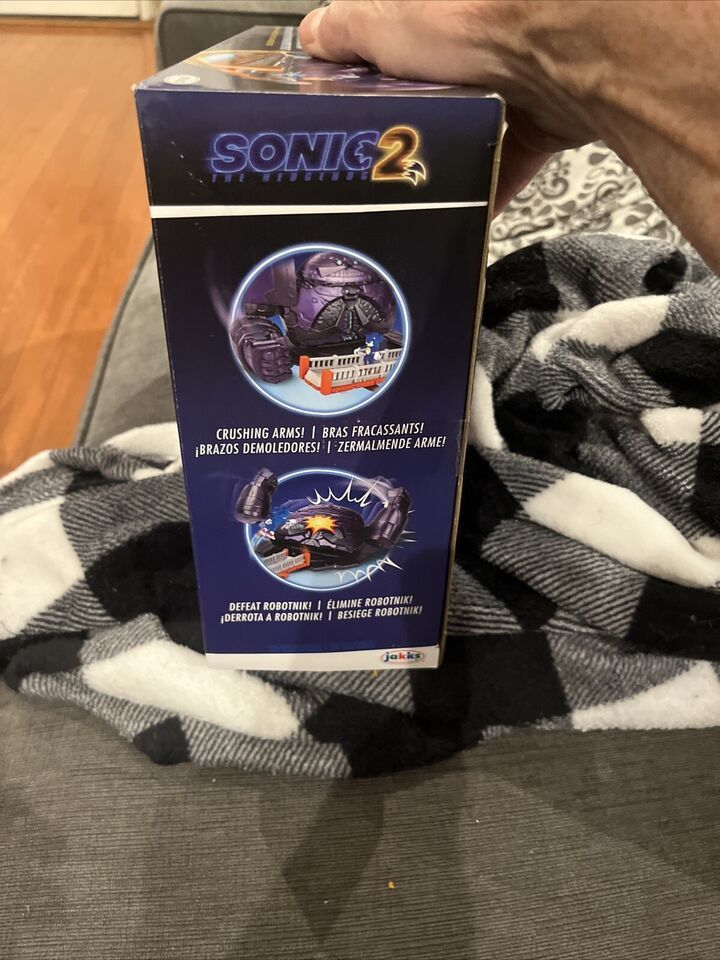 SONIC 2
THE HEDGEHOG
CRUSHING ARMS! | BRAS FRACASSANTS!
¡BRAZOS DEMOLEDORES! | ZERMALMENDE ARME!
DEFEAT ROBOTNIK! | ÉLIMINE ROBOTNIK!
¡DERROTA A ROBOTNIK! | BESIEGE ROBOTNIK!
jakks